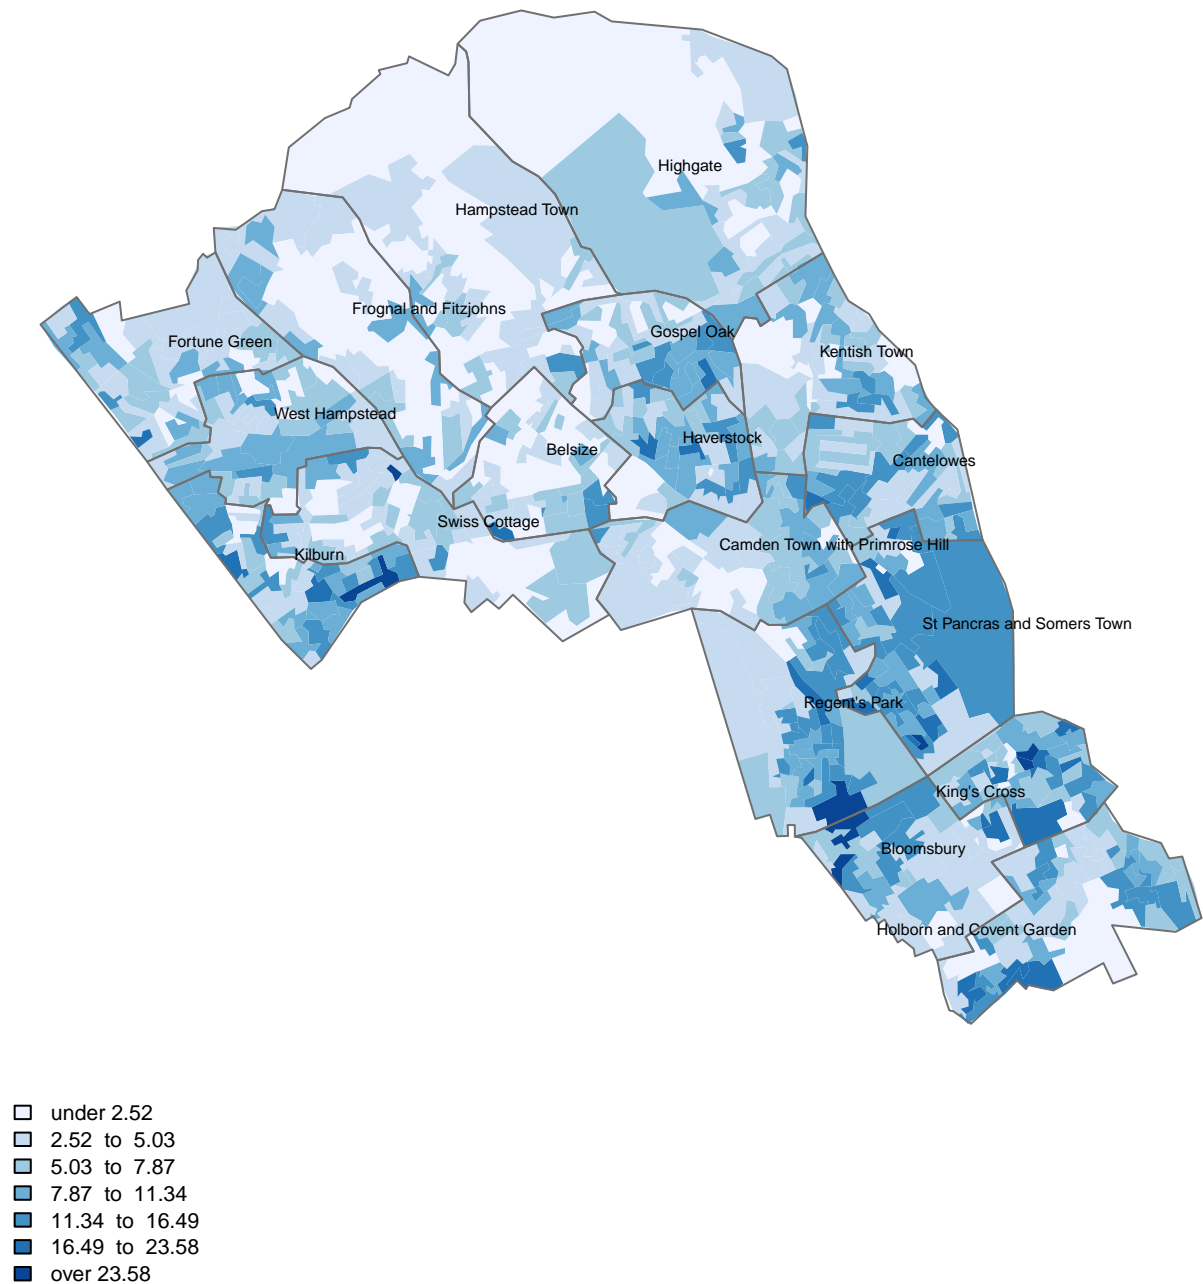 Highgate
Hampstead Town
Frognal and Fitzjohns
Gospel Oak
Fortune Green
Kentish Town
West Hampstead
Haverstock
Belsize
Cantelowes
Swiss Cottage
Camden Town with Primrose Hill
Kilburn
St Pancras and Somers Town
Regent's Park
King's Cross
Bloomsbury
Holborn and Covent Garden
under 2.52
2.52 to 5.03
5.03 to 7.87
7.87 to 11.34
11.34 to 16.49
16.49 to 23.58
over 23.58